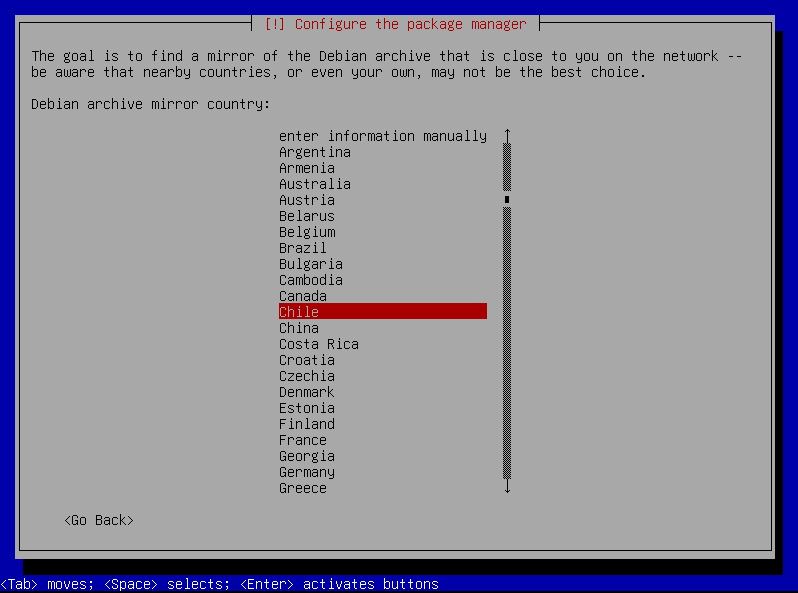 [!] Configure the package manager
The goal is to find a mirror of the Debian archive that is close to you on the network --
be aware that nearby countries, or even your own, may not be the best choice.
Debian archive mirror country:
enter information manually
Argentina
Armenia
Australia
Austria
Belarus
Belgium
Brazil
Bulgaria
Cambodia
Canada
Chile
China
Costa Rica
Croatia
Czechia
Denmark
Estonia
Finland
France
Georgia
Germany
Greece
<Go Back>
<Tab> moves; <Space> selects; <Enter> activates buttons